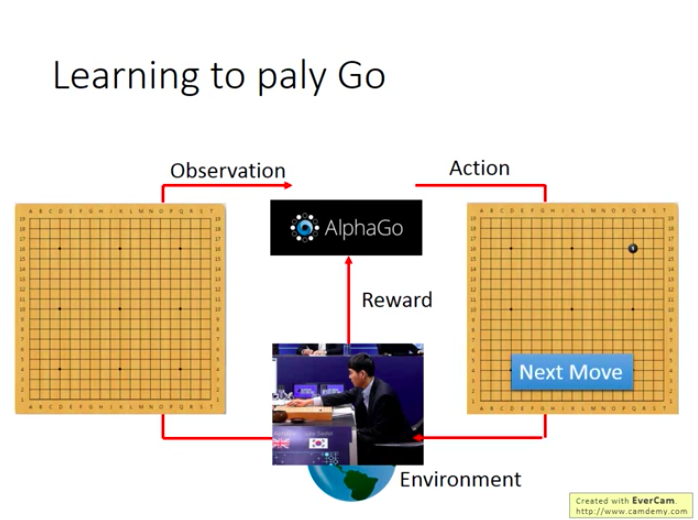 Learning to paly Go
Observation
Action
AlphaGo
Reward
Next Move
Environment
Created with EverCam.
http://www.camdemy.com